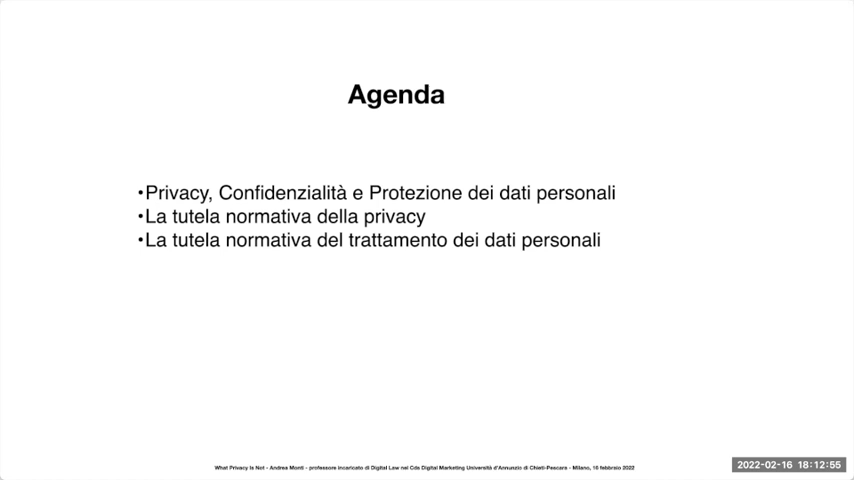 Agenda
•Privacy, Confidenzialità e Protezione dei dati personali
•La tutela normativa della privacy
•La tutela normativa del trattamento dei dati personali
What Privacy Is Not - Andrea Monti - professore incaricato di Digital Law nel Cds Digital Marketing Università d'Annunzio di Chieti-Pescara - Milano, 16 febbraio 2022
2022-02-16 18:12:55